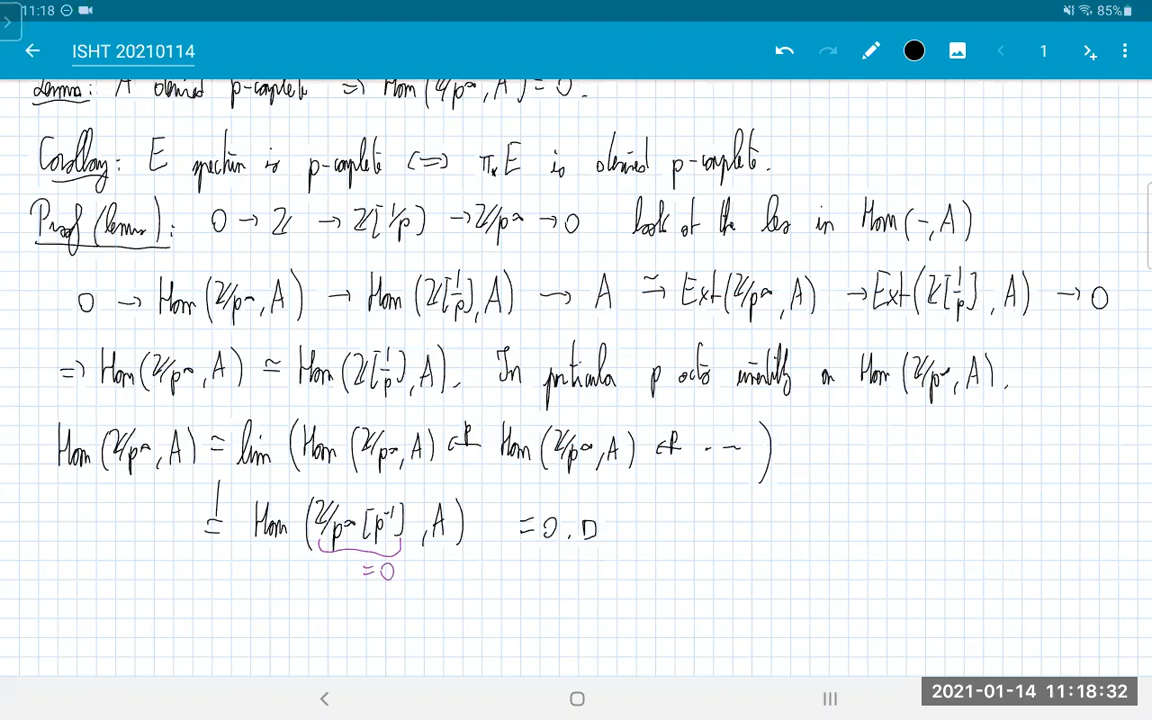 11:18
85%
ISHT 20210114
1
Lemma: A derived p-complete => Hom(Z/p^∞, A) = 0.
Corollary: E spectrum is p-complete <=> π_*E is derived p-complete.
Proof (lemma): 0 → Z → Z[1/p] → Z/p^∞ → 0 look at the les in Hom(-, A)
0 → Hom(Z/p^∞, A) → Hom(Z[1/p], A) → A ≃→ Ext(Z/p^∞, A) → Ext(Z[1/p], A) → 0
=> Hom(Z/p^∞, A) ≃ Hom(Z[1/p], A). In particular p acts invertibly on Hom(Z/p^∞, A).
Hom(Z/p^∞, A) ≃ lim (Hom(Z/p^∞, A) ←p Hom(Z/p^∞, A) ←p ...)
≃ Hom(Z/p^∞[p^-1], A) = 0. □
= 0
2021-01-14 11:18:32